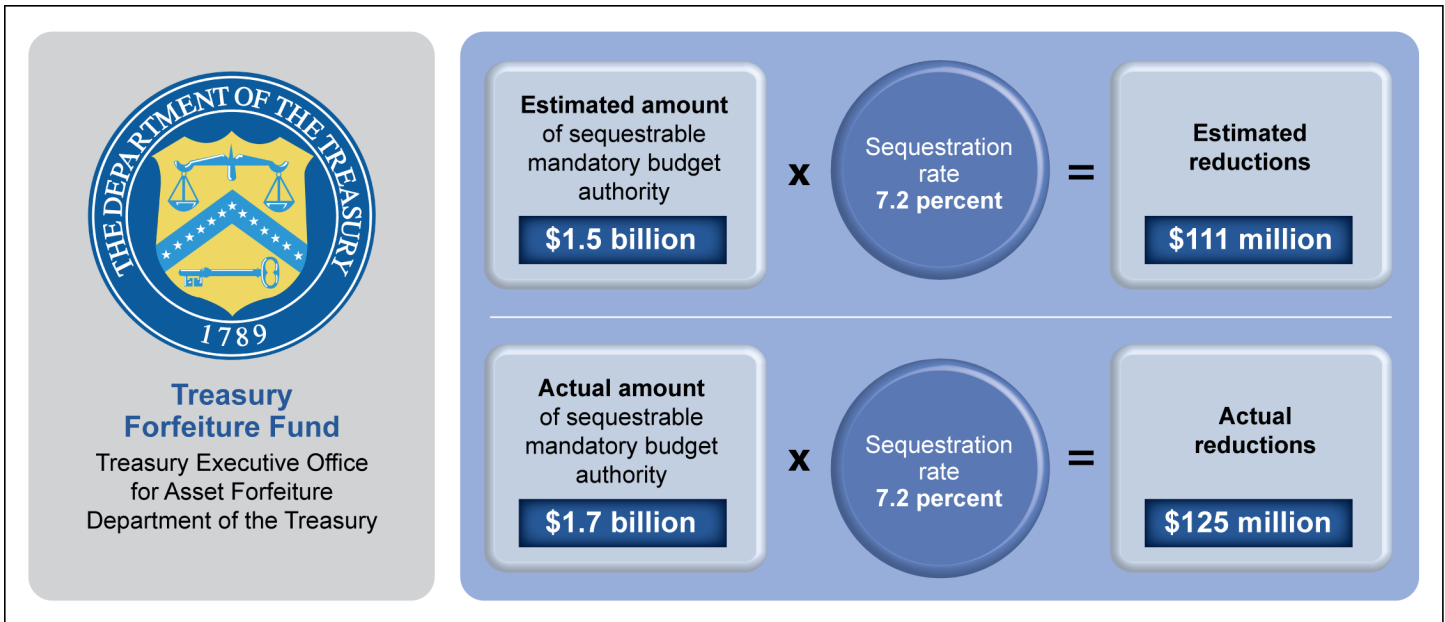 THE DEPARTMENT OF THE TREASURY
1789
Treasury
Forfeiture Fund
Treasury Executive Office
for Asset Forfeiture
Department of the Treasury
Estimated amount
of sequestrable
mandatory budget
authority
$1.5 billion
x
Sequestration
rate
7.2 percent
=
Estimated
reductions
$111 million
Actual amount
of sequestrable
mandatory budget
authority
$1.7 billion
x
Sequestration
rate
7.2 percent
=
Actual
reductions
$125 million